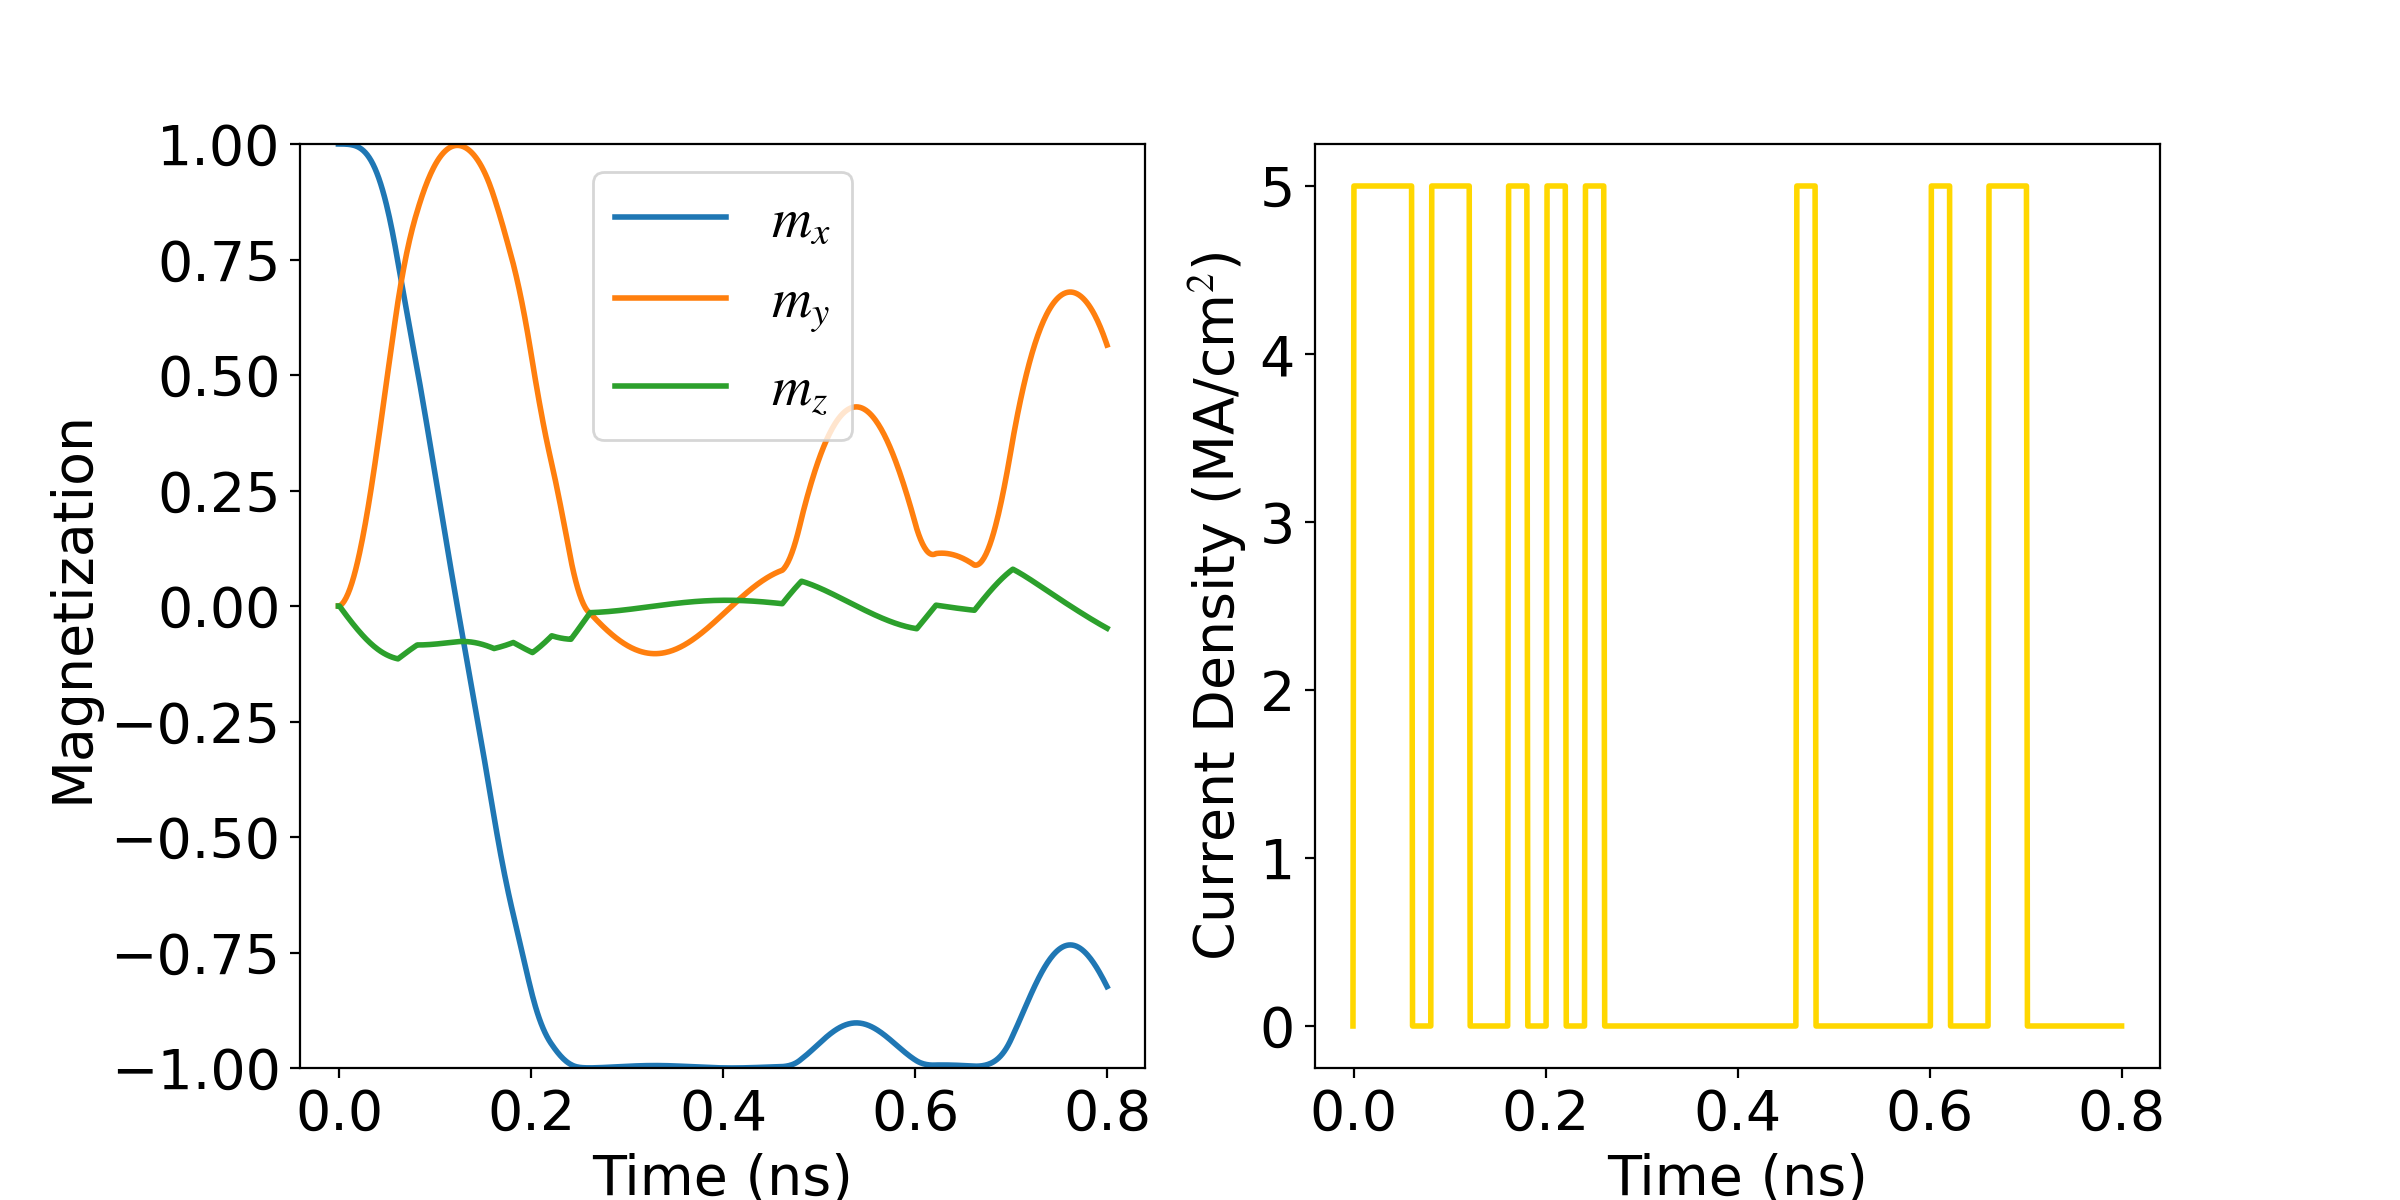 Magnetization
1.00
0.75
0.50
0.25
0.00
−0.25
−0.50
−0.75
−1.00
0.0 0.2 0.4 0.6 0.8
Time (ns)
m_x
m_y
m_z
Current Density (MA/cm²)
5
4
3
2
1
0
0.0 0.2 0.4 0.6 0.8
Time (ns)